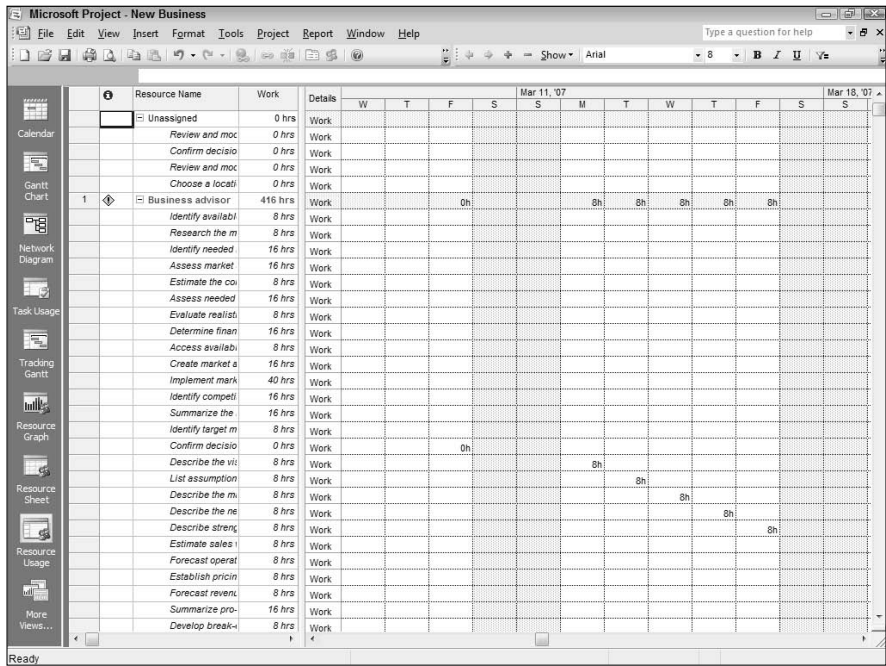 Microsoft Project - New Business
File Edit View Insert Format Tools Project Report Window Help
Type a question for help
Show Arial 8 B I U
Resource Name Work Details Mar 11, '07 Mar 18, '07
W T F S S M T W T F S S
Unassigned 0 hrs Work
Review and moc 0 hrs Work
Confirm decisio 0 hrs Work
Review and moc 0 hrs Work
Choose a locati 0 hrs Work
1 Business advisor 416 hrs Work 0h 8h 8h 8h 8h 8h
Identify availabl 8 hrs Work
Research the m 8 hrs Work
Identify needed 16 hrs Work
Assess market 16 hrs Work
Estimate the co 8 hrs Work
Assess needed 16 hrs Work
Evaluate realisti 8 hrs Work
Determine finan 16 hrs Work
Access availabi 8 hrs Work
Create market a 16 hrs Work
Implement mark 40 hrs Work
Identify competi 16 hrs Work
Summarize the 16 hrs Work
Identify target m 8 hrs Work
Confirm decisio 0 hrs Work 0h
Describe the vis 8 hrs Work 8h
List assumption 8 hrs Work 8h
Describe the m 8 hrs Work 8h
Describe the ne 8 hrs Work 8h
Describe streng 8 hrs Work 8h
Estimate sales 8 hrs Work
Forecast operat 8 hrs Work
Establish pricin 8 hrs Work
Forecast revenu 8 hrs Work
Summarize pro- 16 hrs Work
Develop break- 8 hrs Work
Calendar
Gantt
Chart
Network
Diagram
Task Usage
Tracking
Gantt
Resource
Graph
Resource
Sheet
Resource
Usage
More
Views...
Ready